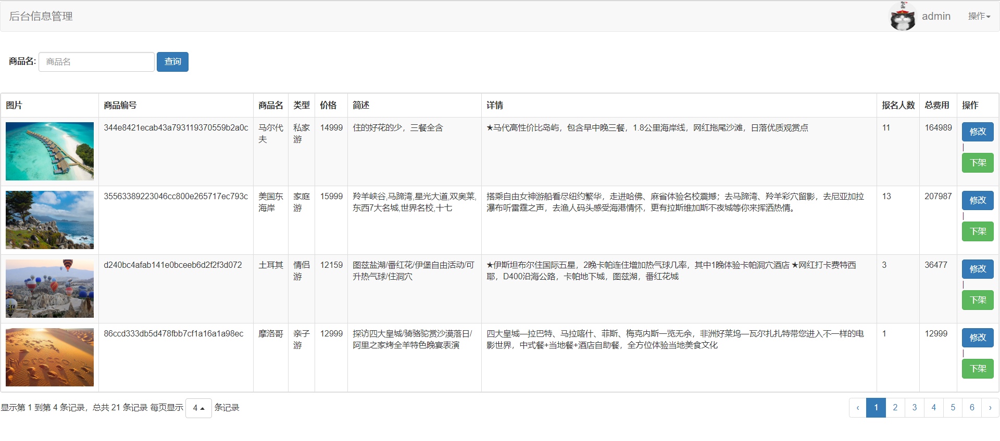 后台信息管理
admin
操作
商品名:
商品名
查询
图片 商品编号 商品名 类型 价格 简述 详情 报名人数 总费用 操作
344e8421ecab43a793119370559b2a0c 马尔代 私家 14999 住的好花的少，三餐全含 ★马代高性价比岛屿，包含早中晚三餐，1.8公里海岸线，网红拖尾沙滩，日落优质观赏点 11 164989 修改
夫 游
|
下架
35563389223046cc800e265717ec793c 美国东 家庭 15999 羚羊峡谷,马蹄湾,星光大道,双奥莱, 搭乘自由女神游船看尽纽约繁华，走进哈佛、麻省体验名校震撼；去马蹄湾、羚羊彩穴留影，去尼亚加拉 13 207987 修改
海岸 游 东西7大名城,世界名校,十七 瀑布听雷霆之声，去渔人码头感受海港情怀，更有拉斯维加斯不夜城等你来挥洒热情。
|
下架
d240bc4afab141e0bceeb6d2f2f3d072 土耳其 情侣 12159 图兹盐湖/番红花/伊堡自由活动/可 ★伊斯坦布尔住国际五星，2晚卡帕连住增加热气球几率，其中1晚体验卡帕洞穴酒店 ★网红打卡费特西 3 36477 修改
游 升热气球/住洞穴 耶，D400沿海公路，卡帕地下城，图兹湖，番红花城
|
下架
86ccd333db5d478fbb7cf1a16a1a98ec 摩洛哥 亲子 12999 探访四大皇城/骑骆驼赏沙漠落日/ 四大皇城—拉巴特、马拉喀什、菲斯、梅克内斯一览无余，非洲好莱坞—瓦尔扎扎特带您进入不一样的电 1 12999 修改
游 阿里之家烤全羊特色晚宴表演 影世界，中式餐+当地餐+酒店自助餐，全方位体验当地美食文化
|
下架
Morocco
显示第 1 到第 4 条记录，总共 21 条记录 每页显示 4 条记录
‹ 1 2 3 4 5 6 ›